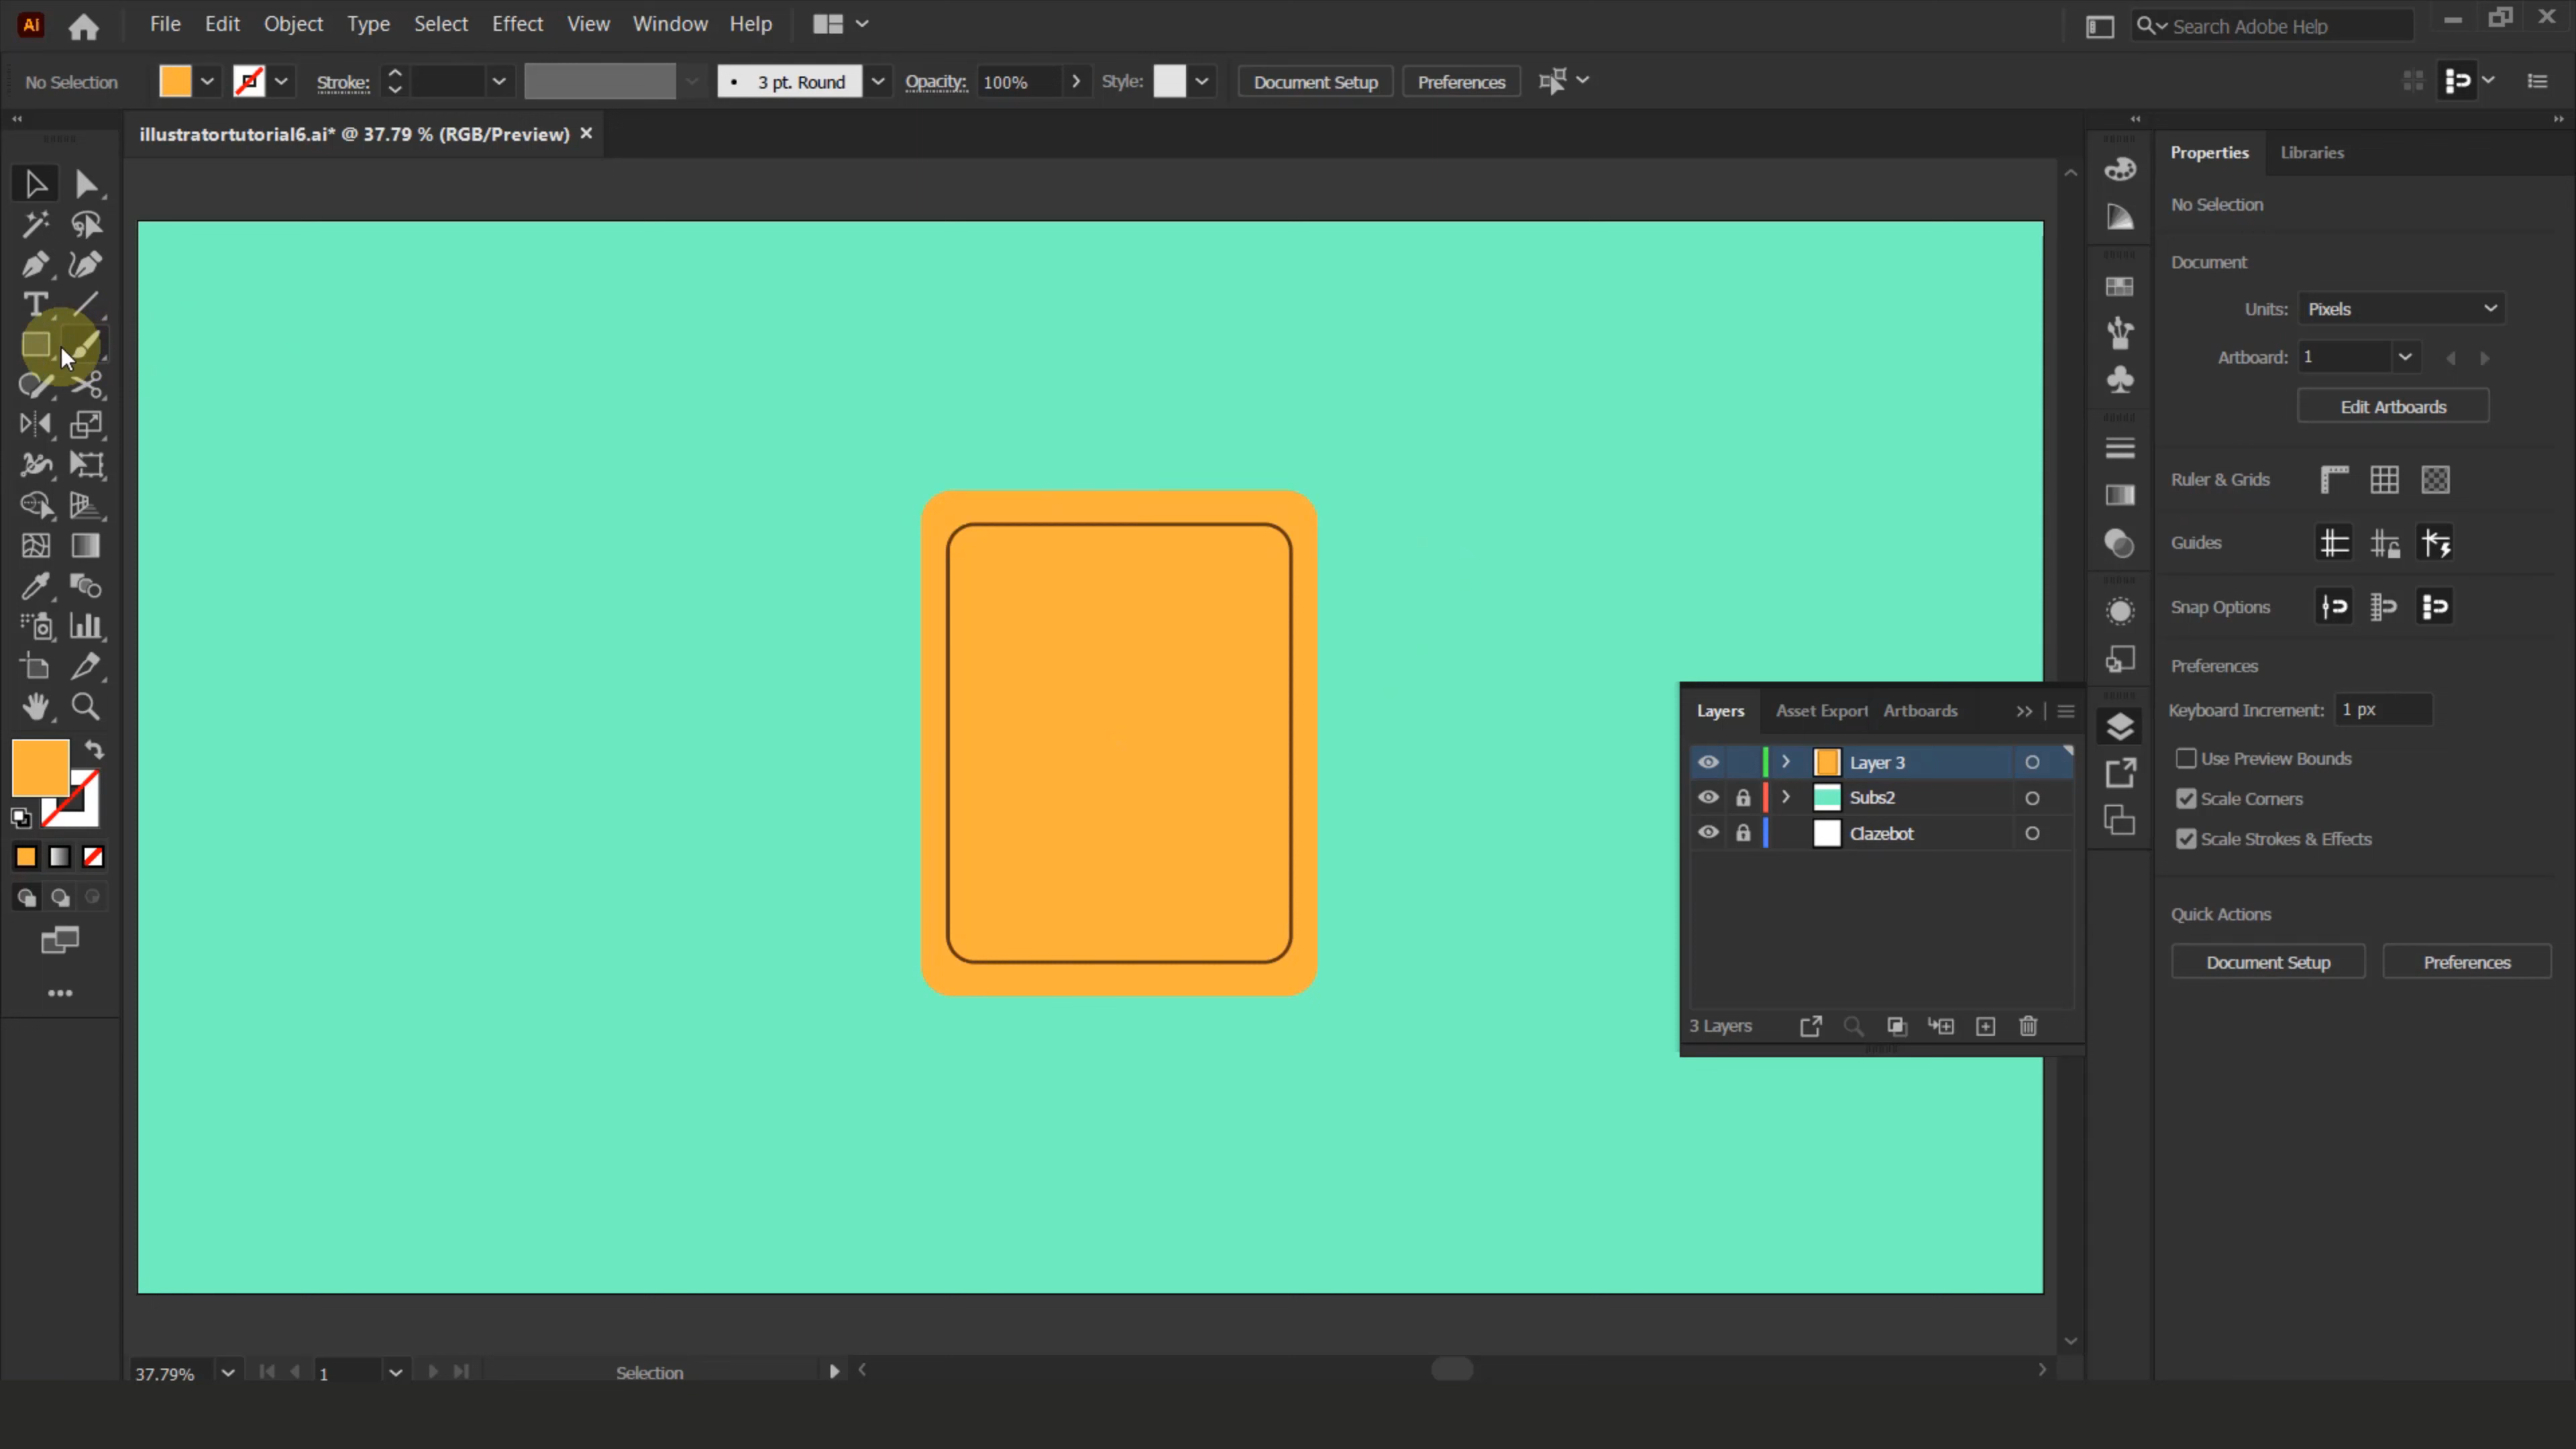 Ai File Edit Object Type Select Effect View Window Help Search Adobe Help
No Selection Stroke: 3 pt. Round Opacity: 100% Style: Document Setup Preferences
illustratortutorial6.ai* @ 37.79 % (RGB/Preview)
Properties Libraries
No Selection
Document
Units: Pixels
Artboard: 1
Edit Artboards
Ruler & Grids
Guides
Snap Options
Preferences
Keyboard Increment: 1 px
Use Preview Bounds
Scale Corners
Scale Strokes & Effects
Quick Actions
Document Setup Preferences
Layers Asset Export Artboards
Layer 3
Subs2
Clazebot
3 Layers
37.79% 1 Selection